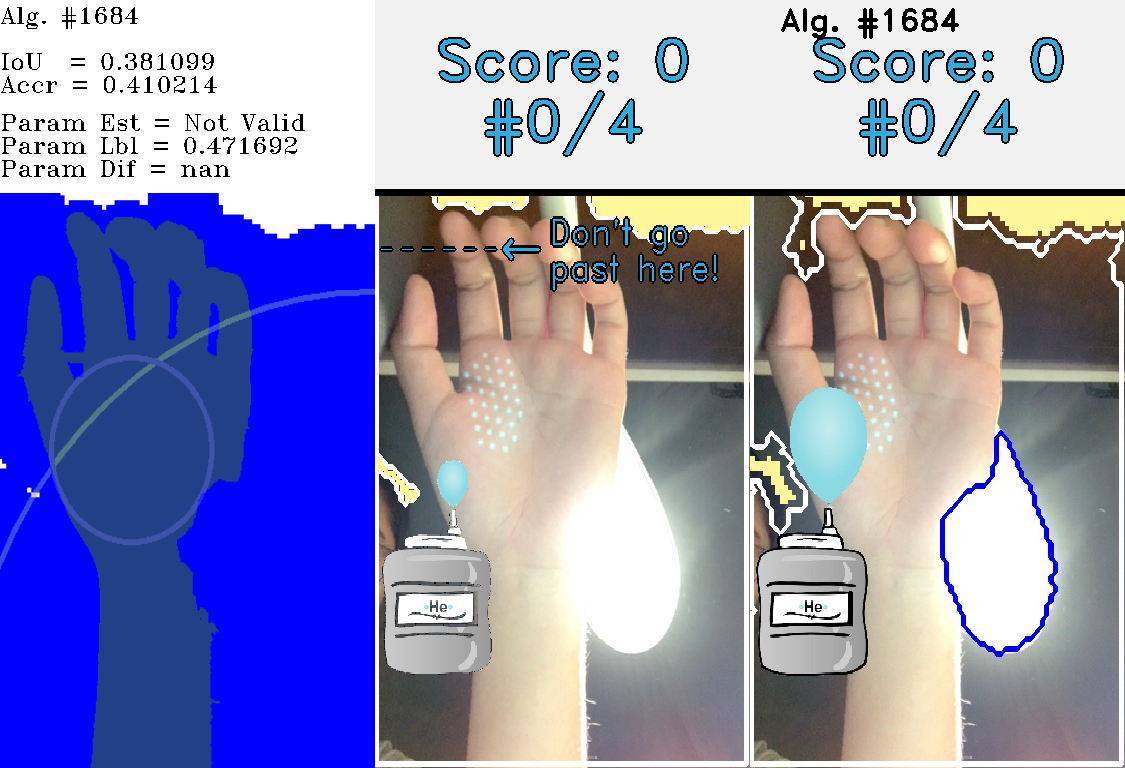 Alg. #1684
IoU = 0.381099
Accr = 0.410214
Param Est = Not Valid
Param Lbl = 0.471692
Param Dif = nan
Score: 0
#0/4
Don't go
past here!
He
Alg. #1684
Score: 0
#0/4
He